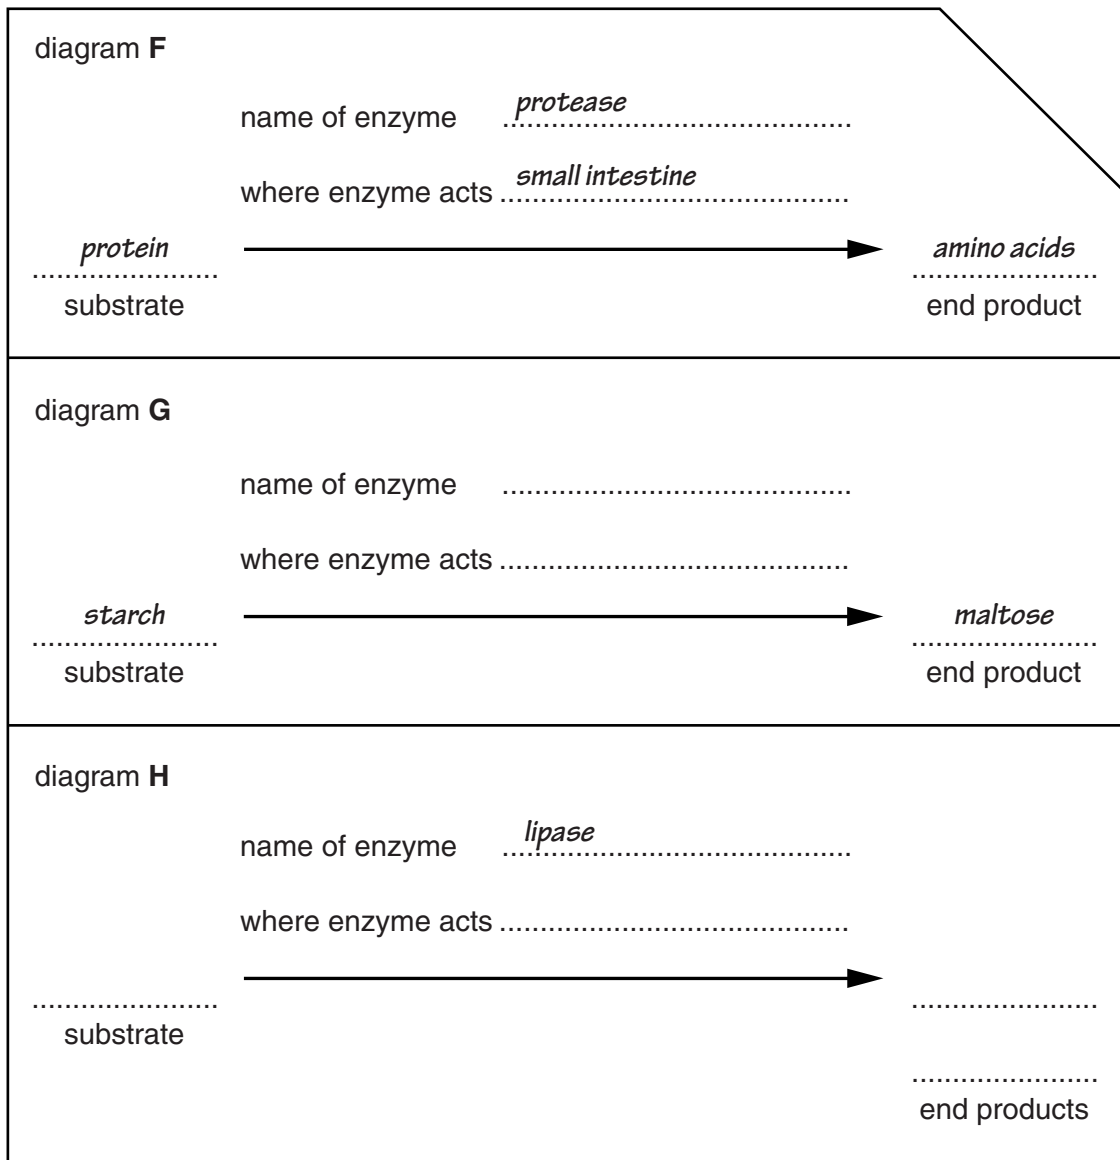 diagram F
name of enzyme protease
where enzyme acts small intestine
protein amino acids
substrate end product
diagram G
name of enzyme ..........................................
where enzyme acts ..........................................
starch maltose
substrate end product
diagram H
name of enzyme lipase
where enzyme acts ..........................................
substrate
end products